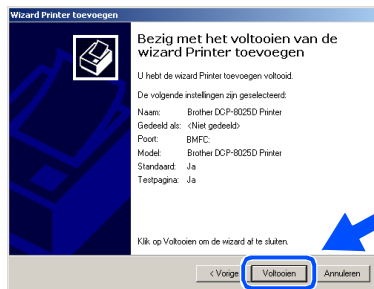 Wizard Printer toevoegen
Bezig met het voltooien van de
wizard Printer toevoegen
U hebt de wizard Printer toevoegen voltooid.
De volgende instellingen zijn geselecteerd:
Naam: Brother DCP-8025D Printer
Gedeeld als: <Niet gedeeld>
Poort: BMFC:
Model: Brother DCP-8025D Printer
Standaard: Ja
Testpagina: Ja
Klik op Voltooien om de wizard af te sluiten.
< Vorige Voltooien Annuleren